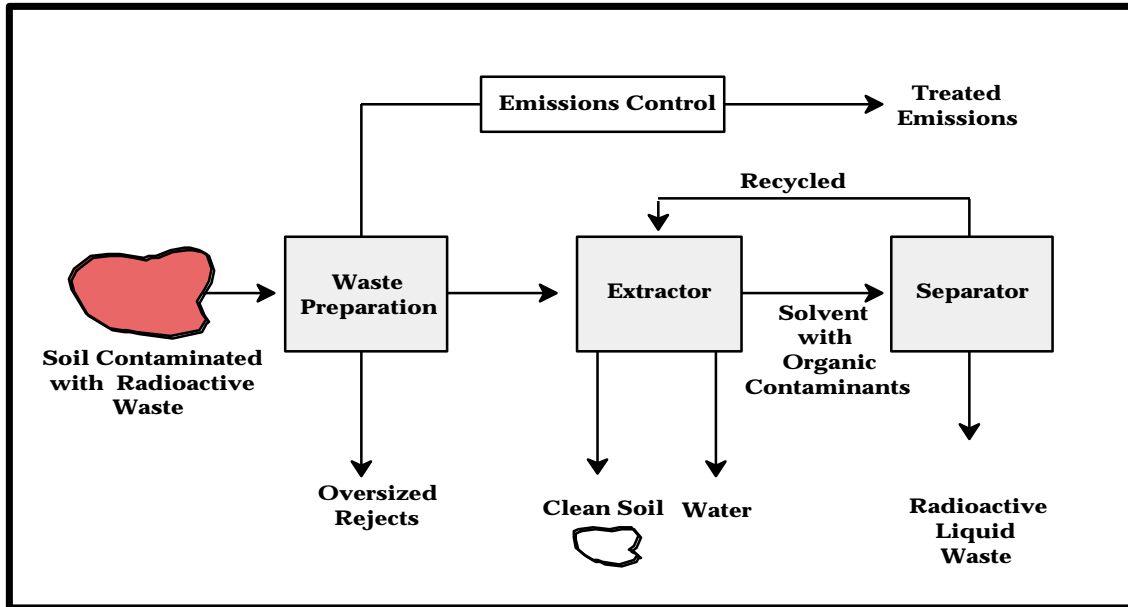 Emissions Control
Treated
Emissions
Recycled
Waste
Preparation
Extractor
Separator
Solvent
with
Organic
Contaminants
Soil Contaminated
with Radioactive
Waste
Oversized
Rejects
Clean Soil
Water
Radioactive
Liquid
Waste